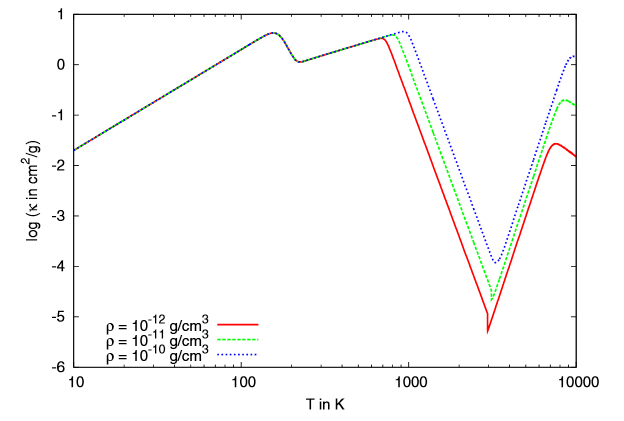 1
0
-1
-2
-3
-4
-5
-6
log (κ in cm²/g)
ρ = 10⁻¹² g/cm³
ρ = 10⁻¹¹ g/cm³
ρ = 10⁻¹⁰ g/cm³
10 100 1000 10000
T in K